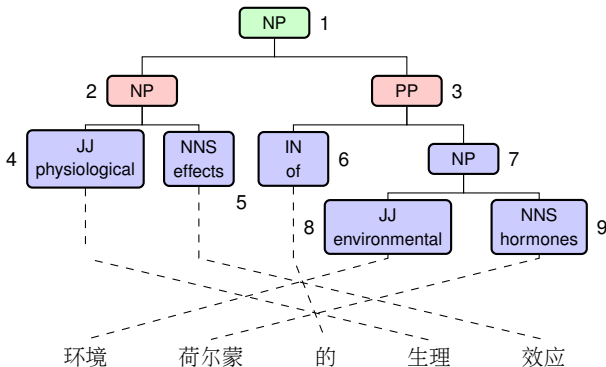 NP 1
2 NP PP 3
4 JJ NNS IN 6 NP 7
physiological effects of
5
8 JJ NNS 9
environmental hormones
环境 荷尔蒙 的 生理 效应